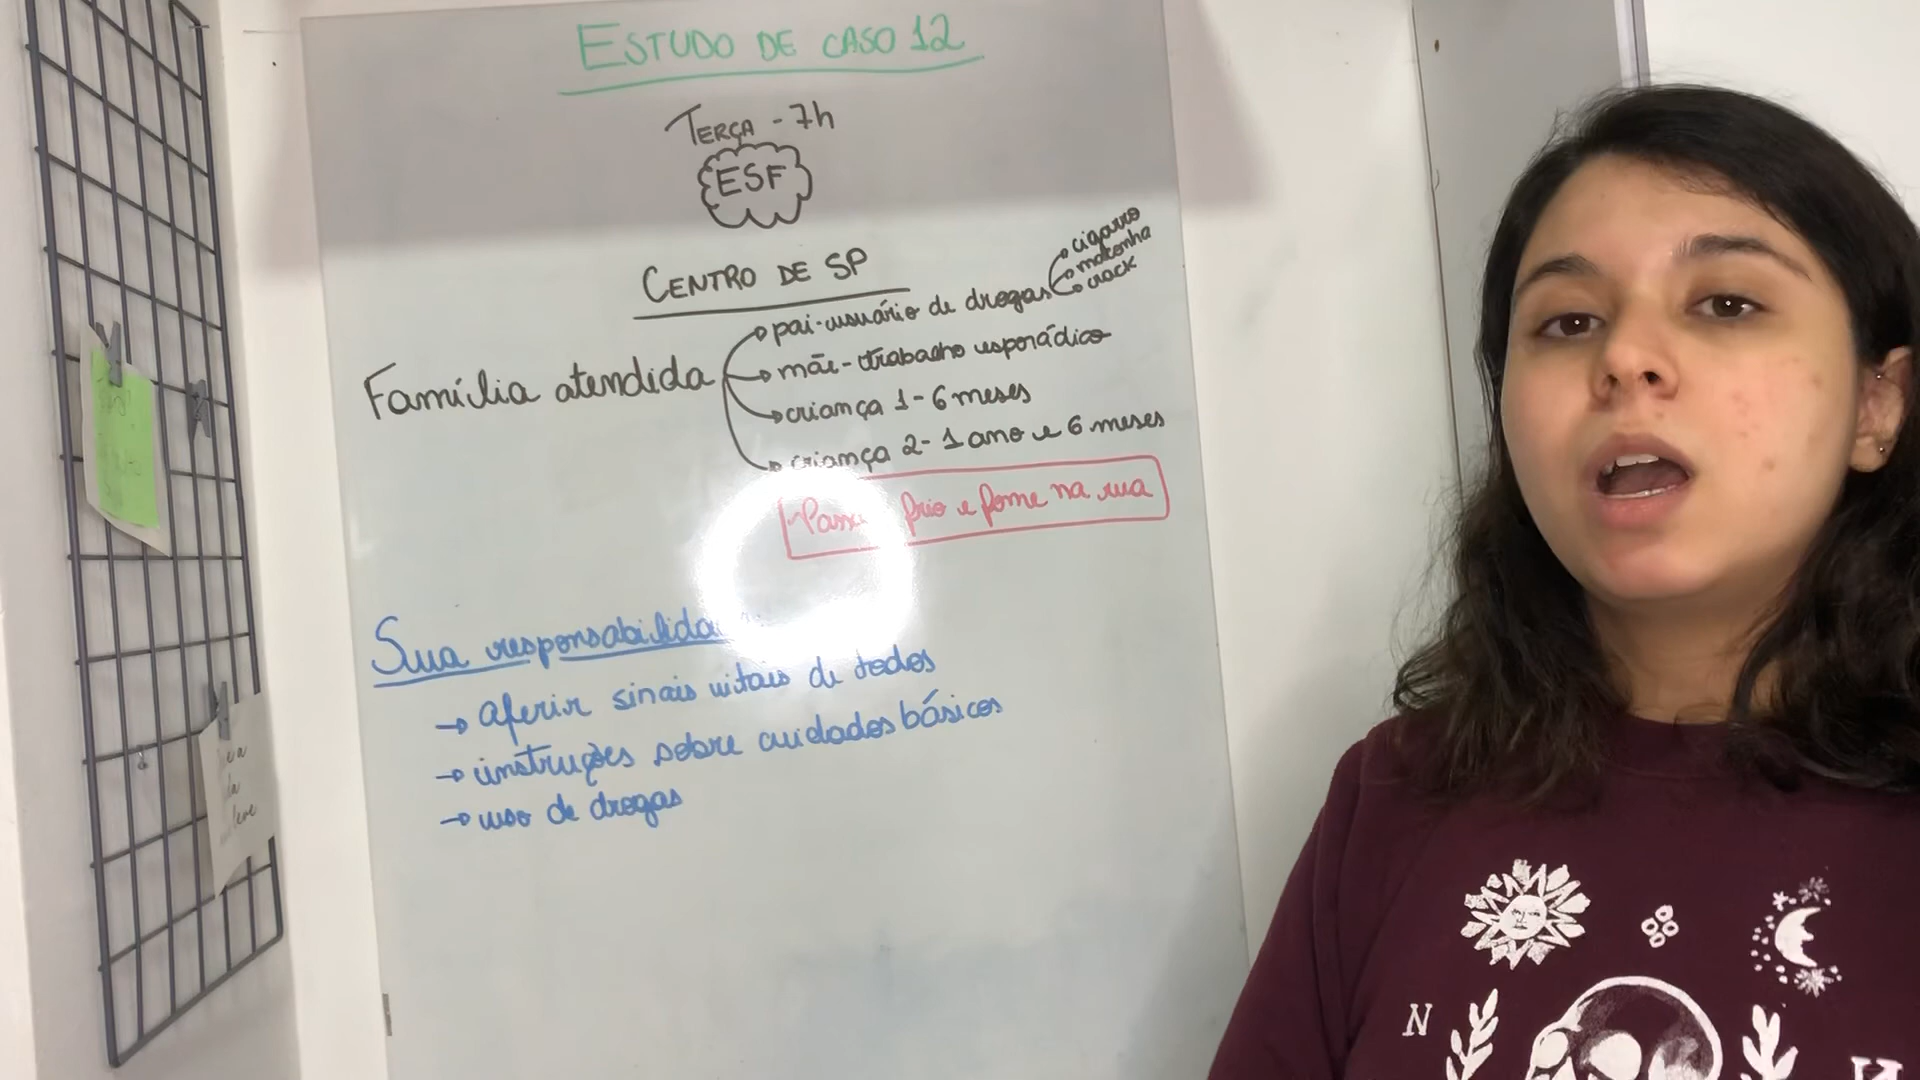 ESTUDO DE CASO 12
TERÇA - 7h
ESF
CENTRO DE SP
Família atendida
pai - usuário de drogas
cigarro
maconha
crack
mãe - trabalho esporádico
criança 1 - 6 meses
criança 2 - 1 ano e 6 meses
frio e fome na rua
Sua
→ aferir sinais vitais de todos
→ instruções sobre cuidados básicos
→ uso de drogas
leve
N